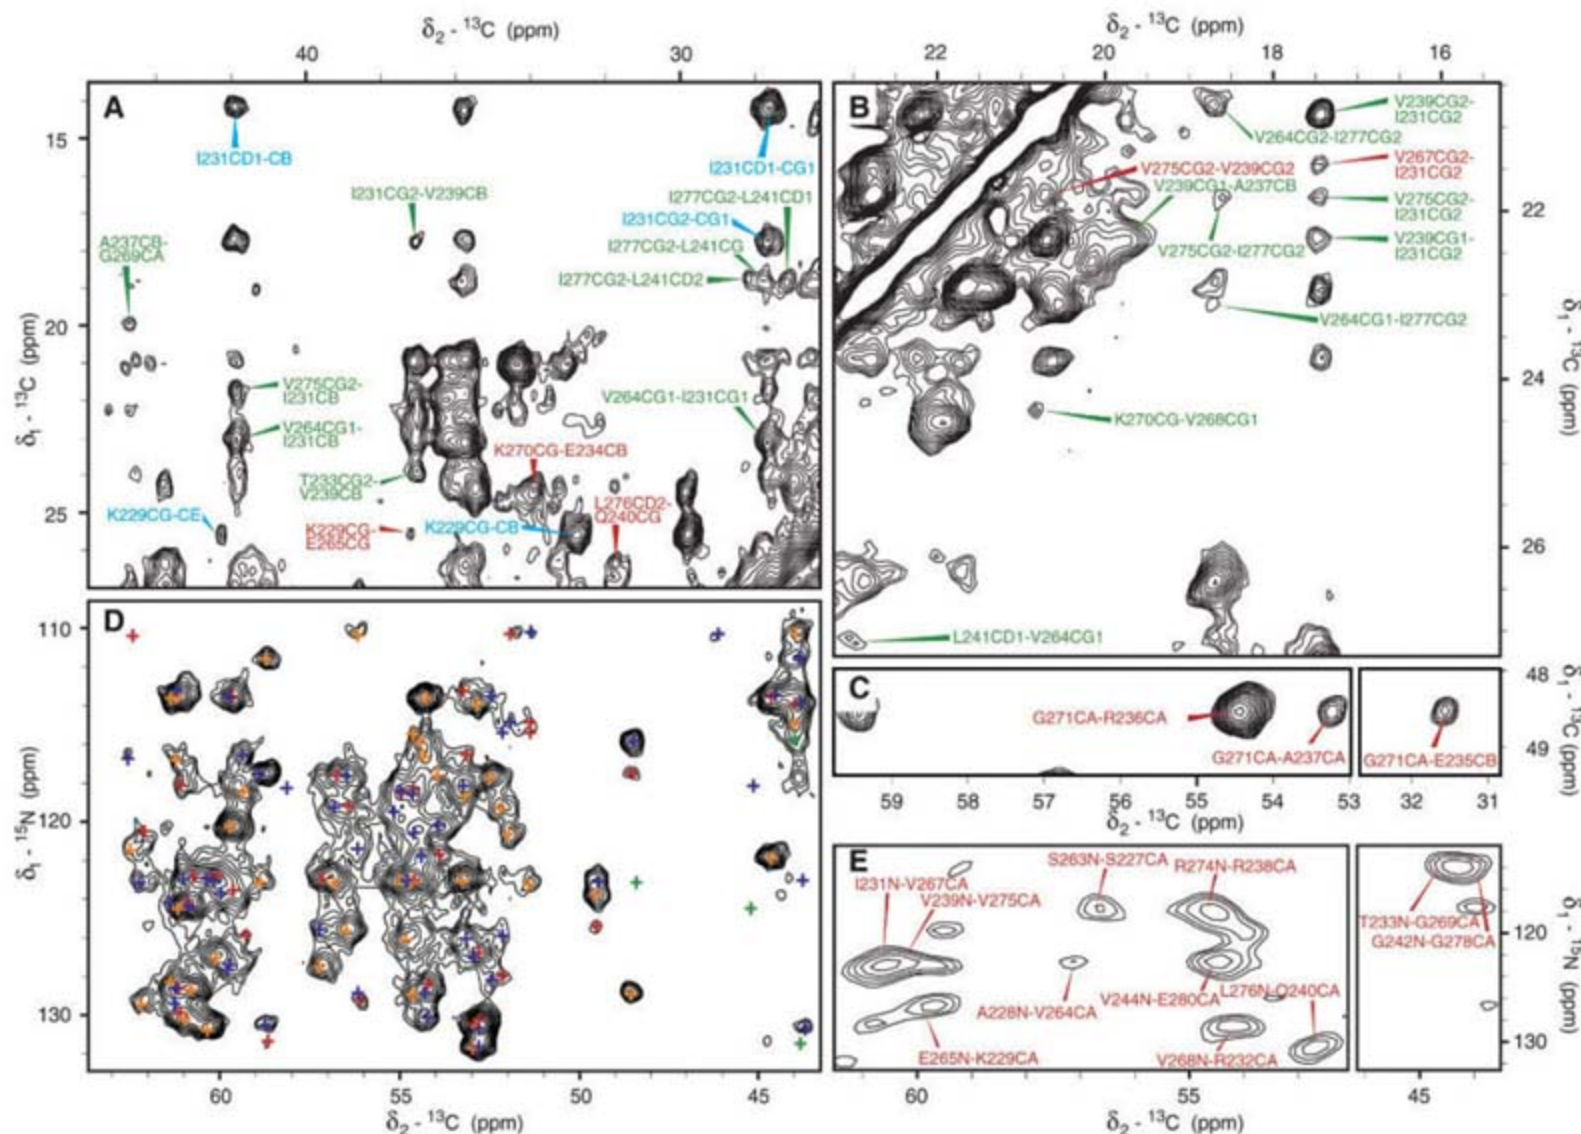 δ2 - 13C (ppm)
40
30
δ2 - 13C (ppm)
22
20
18
16
A
15
20
25
δ1 - 13C (ppm)
I231CD1-CB
I231CD1-CG1
I231CG2-V239CB
I277CG2-L241CD1
I231CG2-CG1
A237CB-
G269CA
I277CG2-L241CG
I277CG2-L241CD2
V275CG2-
I231CB
V264CG1-I231CG1
V264CG1-
I231CB
K270CG-E234CB
T233CG2-
V239CB
L276CD2-
Q240CG
K229CG-CE
K229CG-
E265CG
K229CG-CB
B
V239CG2-
I231CG2
V264CG2-I277CG2
V267CG2-
I231CG2
V275CG2-V239CG2
V239CG1-A237CB
V275CG2-
I231CG2
V239CG1-
I231CG2
V275CG2-I277CG2
V264CG1-I277CG2
K270CG-V268CG1
L241CD1-V264CG1
22
24
26
δ1 - 13C (ppm)
D
110
120
130
δ1 - 15N (ppm)
60
55
50
45
δ2 - 13C (ppm)
C
G271CA-R236CA
G271CA-A237CA
G271CA-E235CB
48
49
δ1 - 13C (ppm)
59
58
57
56
55
54
53
32
31
δ2 - 13C (ppm)
E
S263N-S227CA
R274N-R238CA
I231N-V267CA
V239N-V275CA
T233N-G269CA
G242N-G278CA
A228N-V264CA
V244N-E280CA
L276N-Q240CA
E265N-K229CA
V268N-R232CA
120
130
δ1 - 15N (ppm)
60
55
45
δ2 - 13C (ppm)